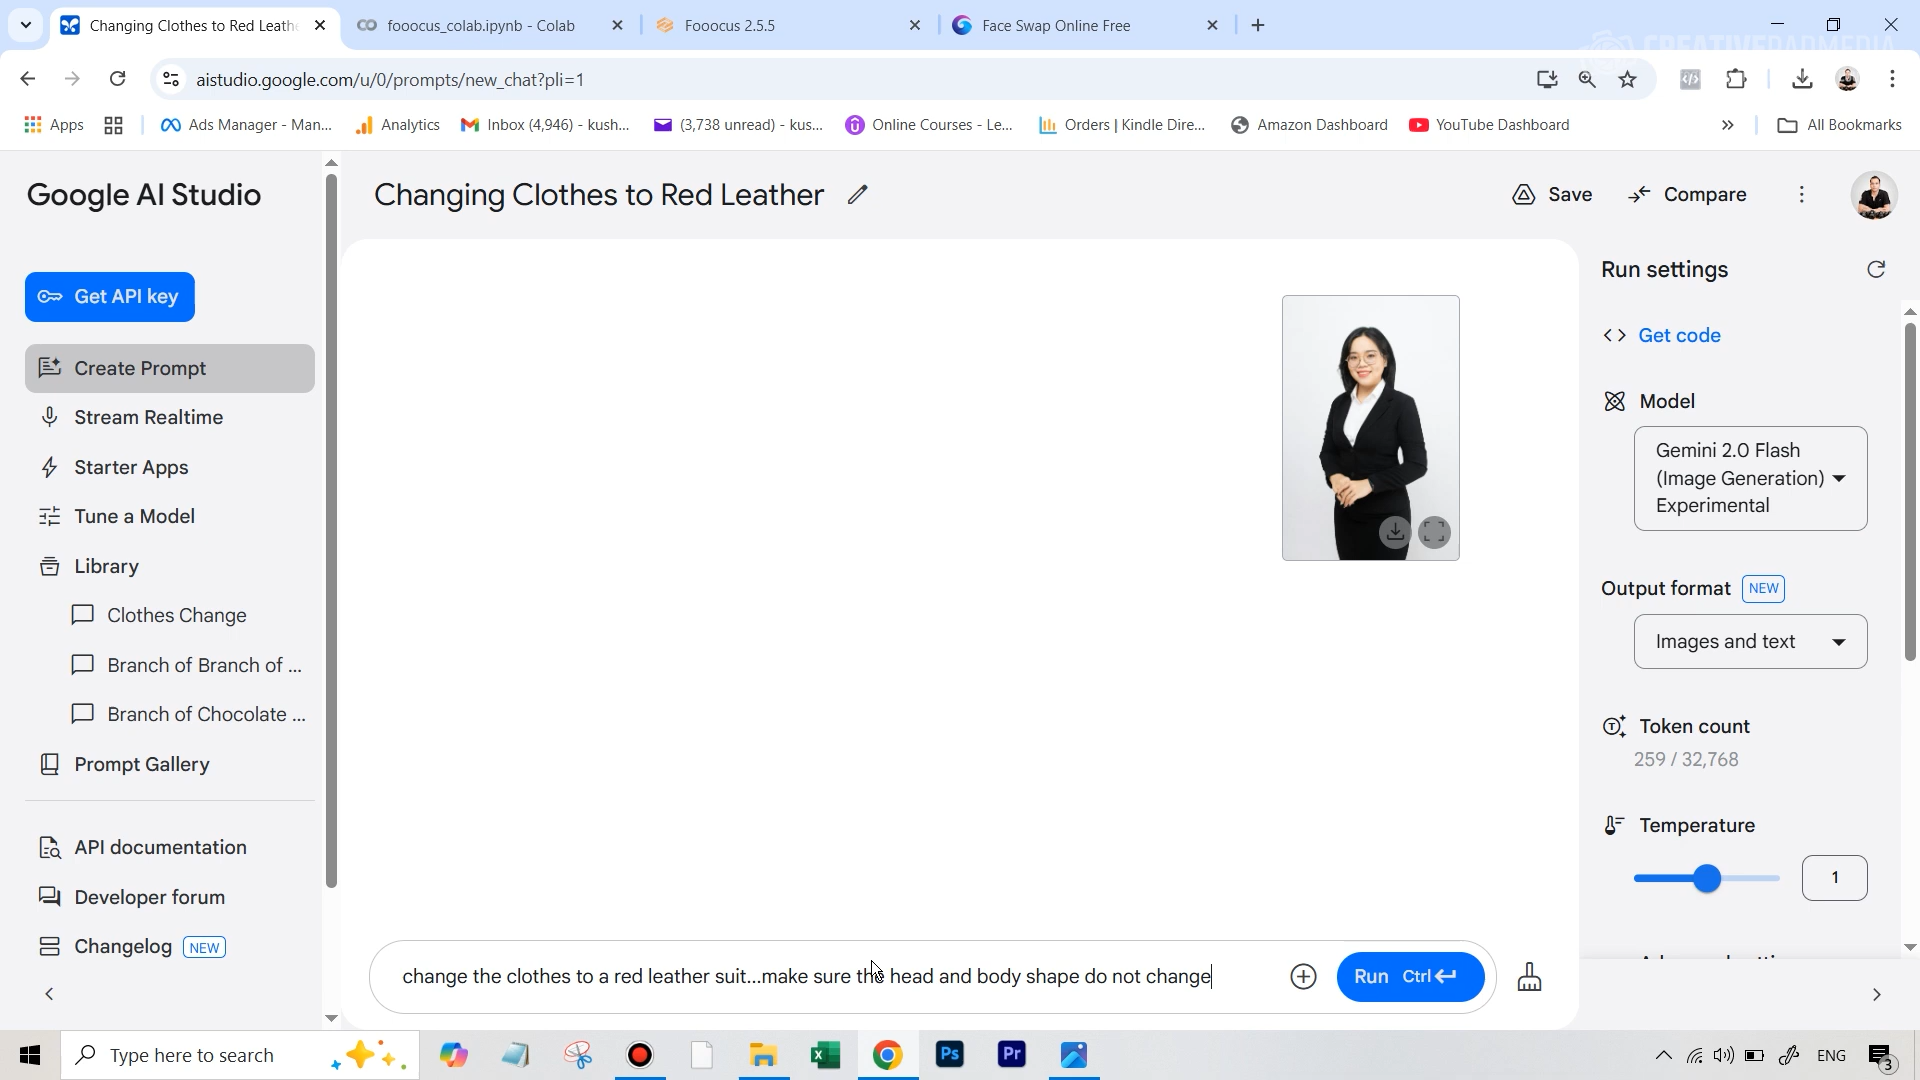 Changing Clothes to Red Leathe
fooocus_colab.ipynb - Colab
Fooocus 2.5.5
Face Swap Online Free
CREATIVEDADMEDIA
aistudio.google.com/u/0/prompts/new_chat?pli=1
Apps
Ads Manager - Man...
Analytics
Inbox (4,946) - kush...
(3,738 unread) - kus...
Online Courses - Le...
Orders | Kindle Dire...
Amazon Dashboard
YouTube Dashboard
All Bookmarks
Google AI Studio
Changing Clothes to Red Leather
Save
Compare
Get API key
Run settings
Get code
Create Prompt
Model
Stream Realtime
Gemini 2.0 Flash
(Image Generation)
Experimental
Starter Apps
Tune a Model
Library
Output format NEW
Clothes Change
Images and text
Branch of Branch of ...
Branch of Chocolate ...
Token count
259 / 32,768
Prompt Gallery
Temperature
API documentation
1
Developer forum
Changelog NEW
change the clothes to a red leather suit...make sure the head and body shape do not change
Run Ctrl
Type here to search
Ps
Pr
ENG
3